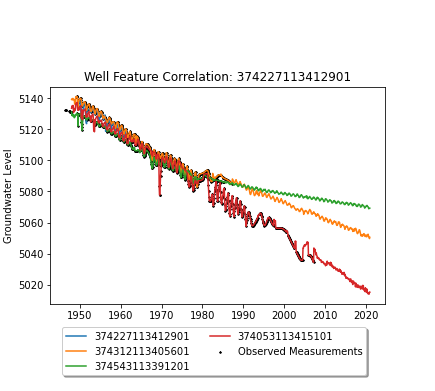 Well Feature Correlation: 374227113412901
Groundwater Level
5140
5120
5100
5080
5060
5040
5020
1950 1960 1970 1980 1990 2000 2010 2020
374227113412901
374312113405601
374543113391201
374053113415101
Observed Measurements